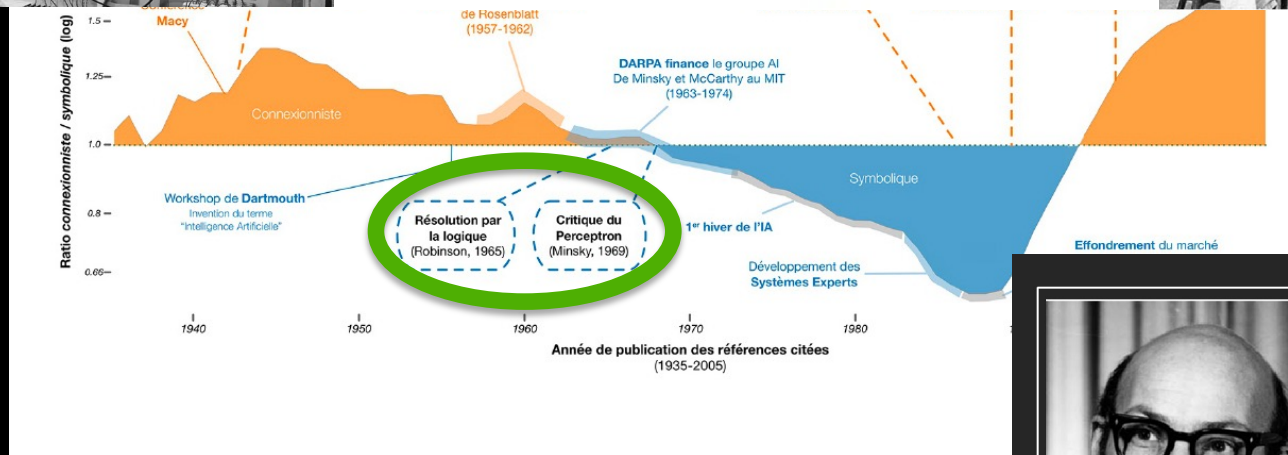 Conférence
Macy
de Rosenblatt
(1957-1962)
DARPA finance le groupe AI
De Minsky et McCarthy au MIT
(1963-1974)
Ratio connexionniste / symbolique (log)
1.5
1.25
1.0
0.8
0.66
Connexionniste
Workshop de Dartmouth
Invention du terme
"Intelligence Artificielle"
Résolution par
la logique
(Robinson, 1965)
Critique du
Perceptron
(Minsky, 1969)
Symbolique
1er hiver de l'IA
Développement des
Systèmes Experts
Effondrement du marché
1940
1950
1960
1970
1980
Année de publication des références citées
(1935-2005)